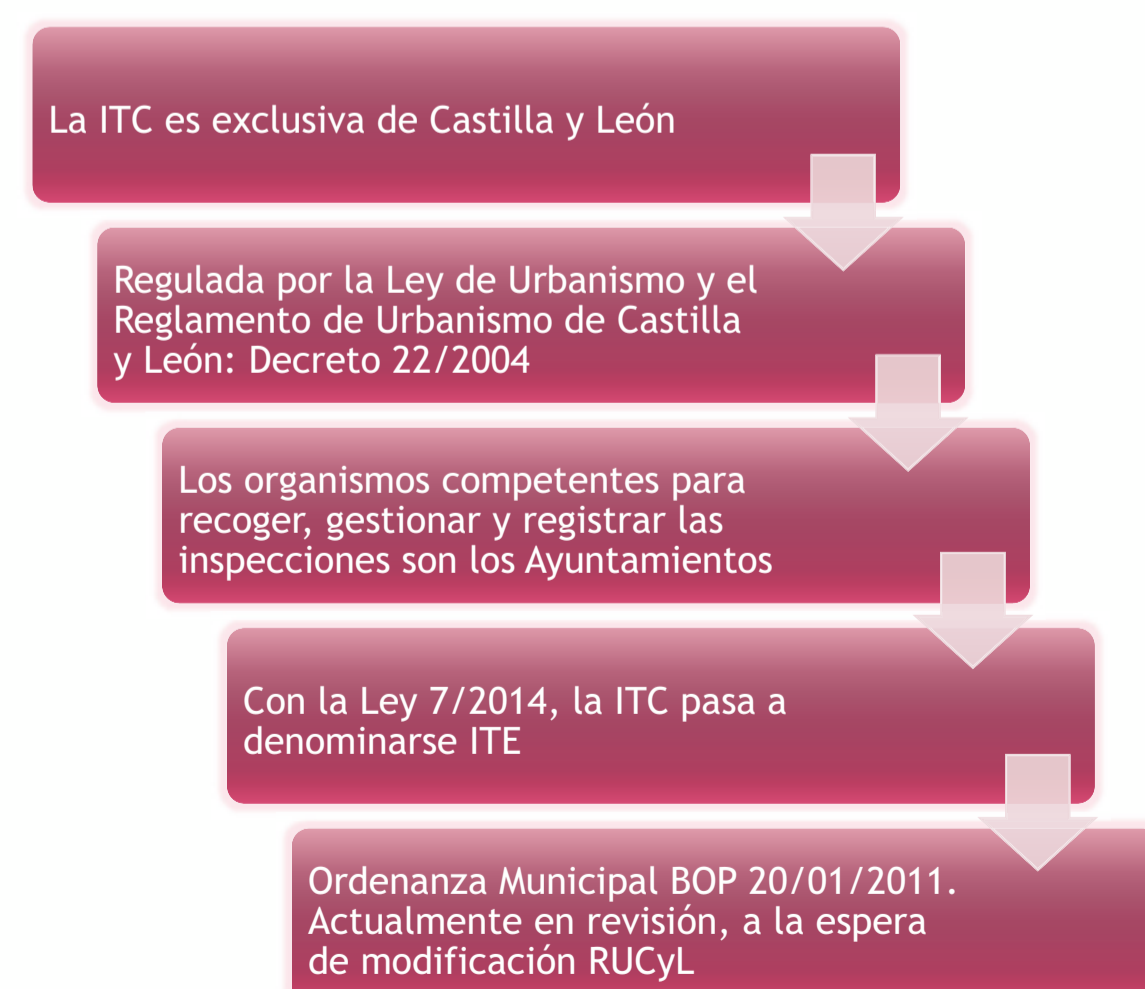 La ITC es exclusiva de Castilla y León
Regulada por la Ley de Urbanismo y el
Reglamento de Urbanismo de Castilla
y León: Decreto 22/2004
Los organismos competentes para
recoger, gestionar y registrar las
inspecciones son los Ayuntamientos
Con la Ley 7/2014, la ITC pasa a
denominarse ITE
Ordenanza Municipal BOP 20/01/2011.
Actualmente en revisión, a la espera
de modificación RUCyL